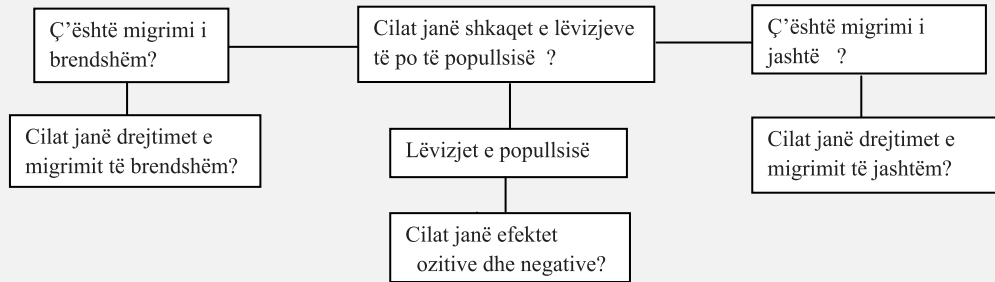 Ç’është migrimi i
brendshëm?
Cilat janë shkaqet e lëvizjeve
të po të popullsisë ?
Ç’është migrimi i
jashtë ?
Cilat janë drejtimet e
migrimit të brendshëm?
Lëvizjet e popullsisë
Cilat janë drejtimet e
migrimit të jashtëm?
Cilat janë efektet
ozitive dhe negative?